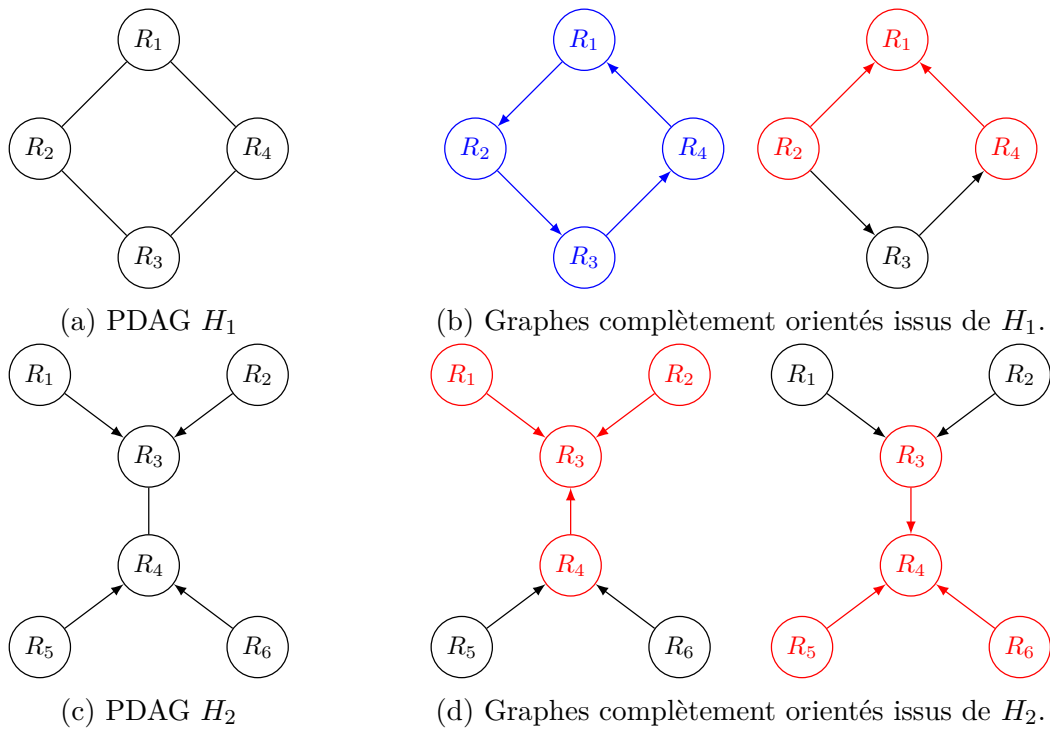 R1 R1 R1
R2 R4 R2 R4 R2 R4
R3 R3 R3
(a) PDAG H1 (b) Graphes complètement orientés issus de H1.
R1 R2 R1 R2 R1 R2
R3 R3 R3
R4 R4 R4
R5 R6 R5 R6 R5 R6
(c) PDAG H2 (d) Graphes complètement orientés issus de H2.